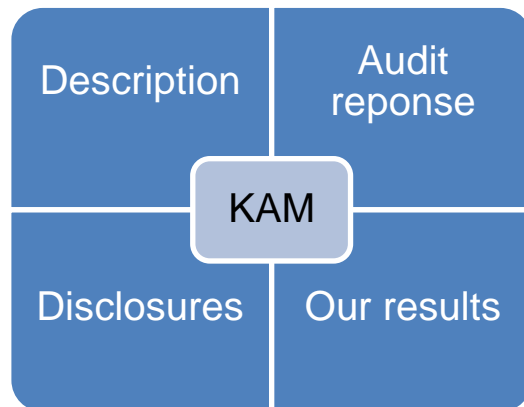 Description
Audit
reponse
KAM
Disclosures
Our results